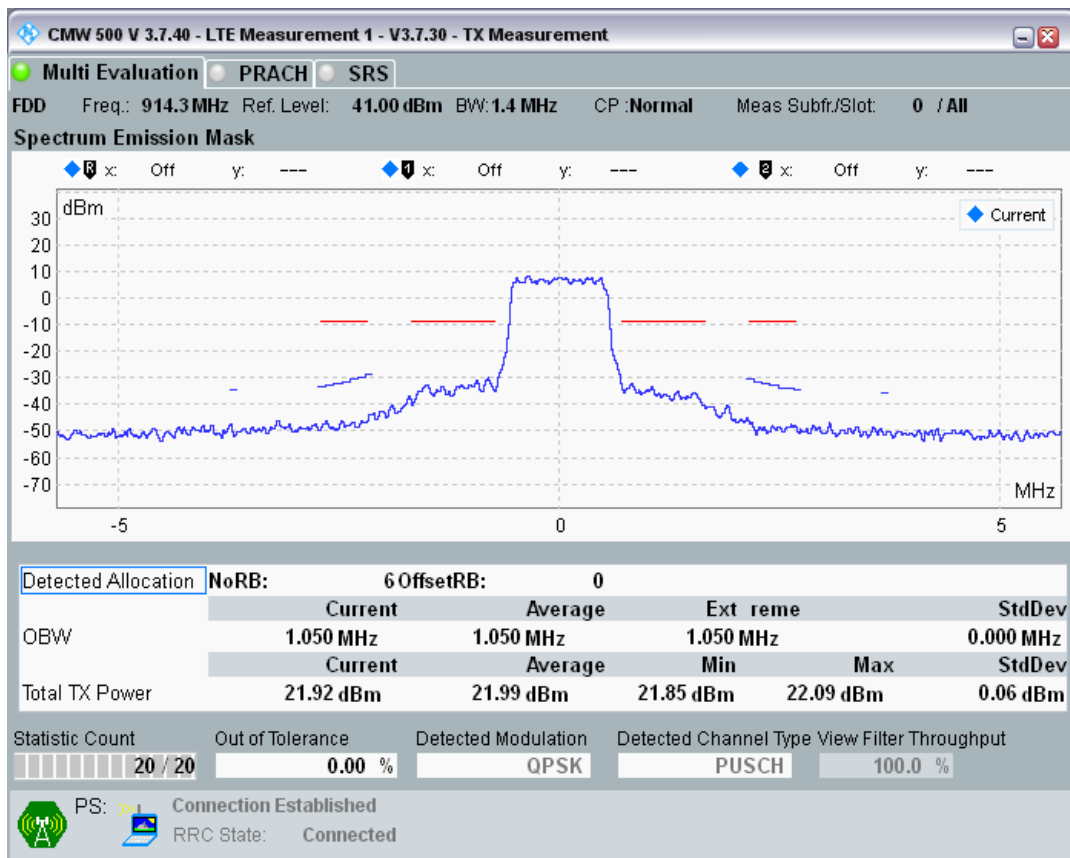 CMW 500 V 3.7.40 - LTE Measurement 1 - V3.7.30 - TX Measurement
Multi Evaluation PRACH SRS
FDD Freq.: 914.3 MHz Ref. Level: 41.00 dBm BW: 1.4 MHz CP :Normal Meas Subfr./Slot: 0 / All
Spectrum Emission Mask
R x: Off y: --- 1 x: Off y: --- 2 x: Off y: ---
dBm
Current
30
20
10
0
-10
-20
-30
-40
-50
-60
-70
MHz
-5 0 5
Detected Allocation NoRB: 6 OffsetRB: 0
Current Average Ext reme StdDev
OBW 1.050 MHz 1.050 MHz 1.050 MHz 0.000 MHz
Current Average Min Max StdDev
Total TX Power 21.92 dBm 21.99 dBm 21.85 dBm 22.09 dBm 0.06 dBm
Statistic Count Out of Tolerance Detected Modulation Detected Channel Type View Filter Throughput
20 / 20 0.00 % QPSK PUSCH 100.0 %
PS: Connection Established
RRC State: Connected